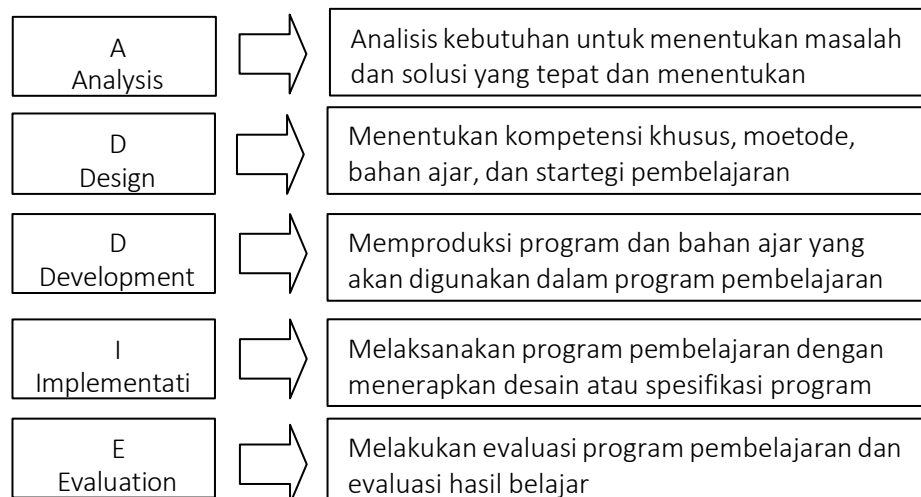 A
Analysis
Analisis kebutuhan untuk menentukan masalah
dan solusi yang tepat dan menentukan
D
Design
Menentukan kompetensi khusus, moetode,
bahan ajar, dan startegi pembelajaran
D
Development
Memproduksi program dan bahan ajar yang
akan digunakan dalam program pembelajaran
I
Implementati
Melaksanakan program pembelajaran dengan
menerapkan desain atau spesifikasi program
E
Evaluation
Melakukan evaluasi program pembelajaran dan
evaluasi hasil belajar